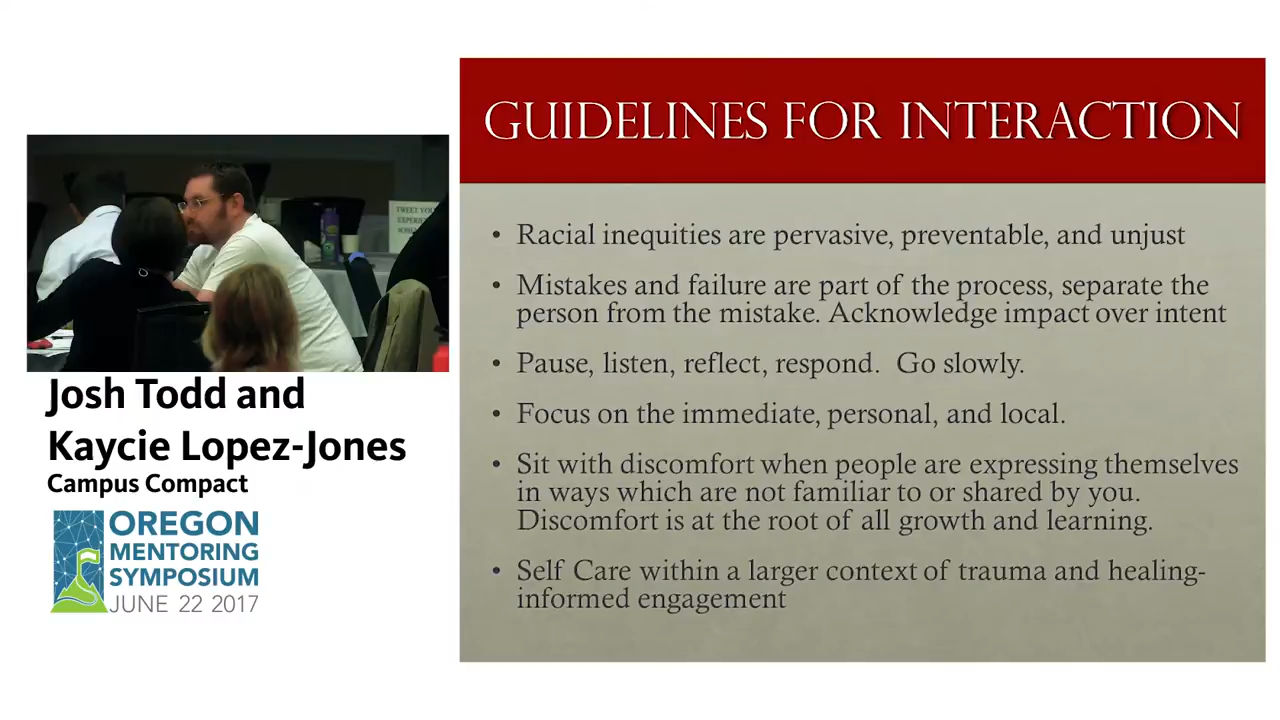 GUIDELINES FOR INTERACTION
• Racial inequities are pervasive, preventable, and unjust
• Mistakes and failure are part of the process, separate the
person from the mistake. Acknowledge impact over intent
• Pause, listen, reflect, respond.  Go slowly.
• Focus on the immediate, personal, and local.
• Sit with discomfort when people are expressing themselves
in ways which are not familiar to or shared by you.
Discomfort is at the root of all growth and learning.
• Self Care within a larger context of trauma and healing-
informed engagement
TWEET YOU
EXPERIE
Josh Todd and
Kaycie Lopez-Jones
Campus Compact
OREGON
MENTORING
SYMPOSIUM
JUNE 22 2017